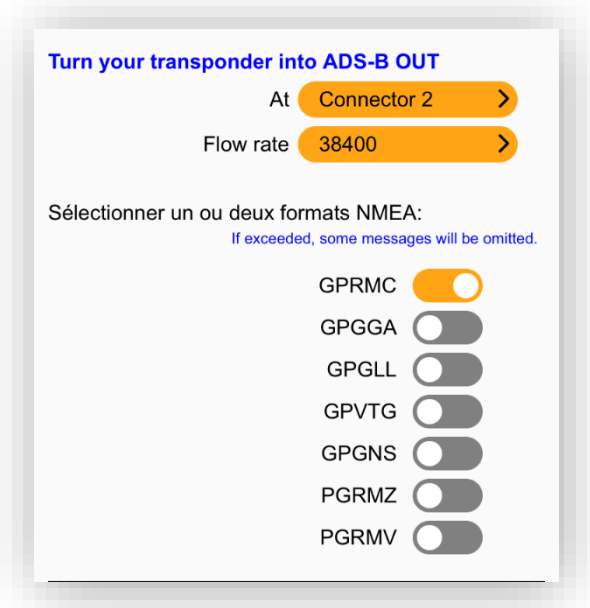 Turn your transponder into ADS-B OUT
At Connector 2
Flow rate 38400
Sélectionner un ou deux formats NMEA:
If exceeded, some messages will be omitted.
GPRMC
GPGGA
GPGLL
GPVTG
GPGNS
PGRMZ
PGRMV